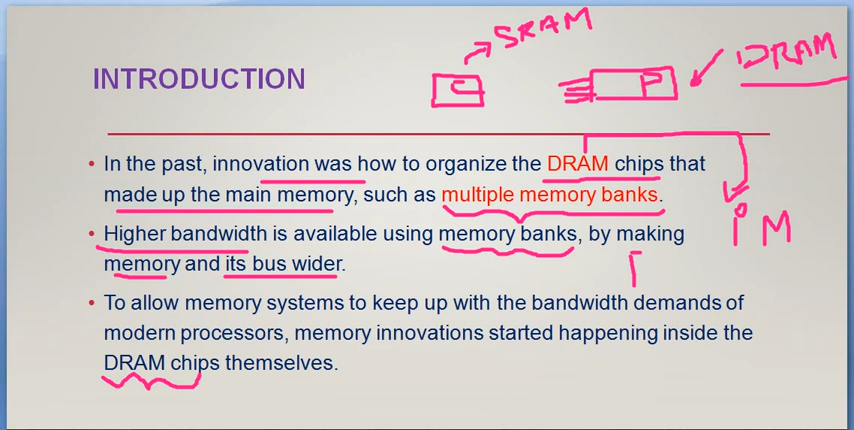 SRAM
DRAM
INTRODUCTION
• In the past, innovation was how to organize the DRAM chips that
made up the main memory, such as multiple memory banks.
• Higher bandwidth is available using memory banks, by making
memory and its bus wider.
• To allow memory systems to keep up with the bandwidth demands of
modern processors, memory innovations started happening inside the
DRAM chips themselves.